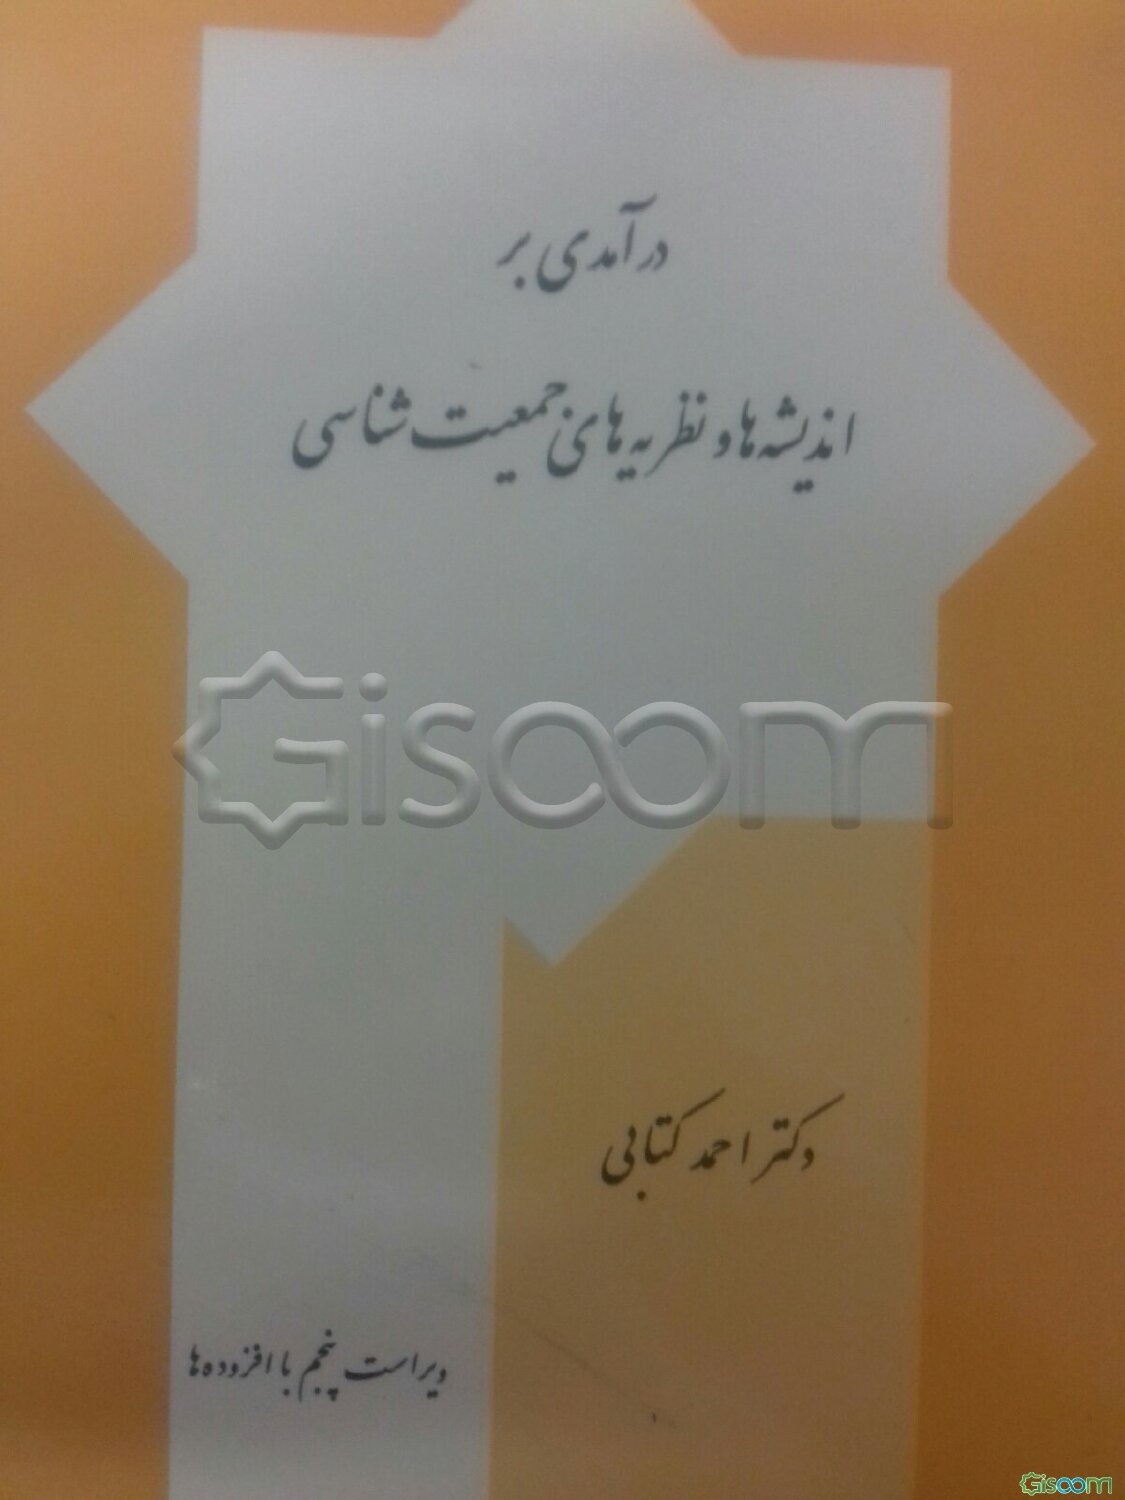 درآمدی بر
اندیشه‌ها و نظریه‌های جمعیت‌شناسی
Gisoom
دکتر احمد کتابی
ویراست پنجم با افزوده‌ها
Gisoom